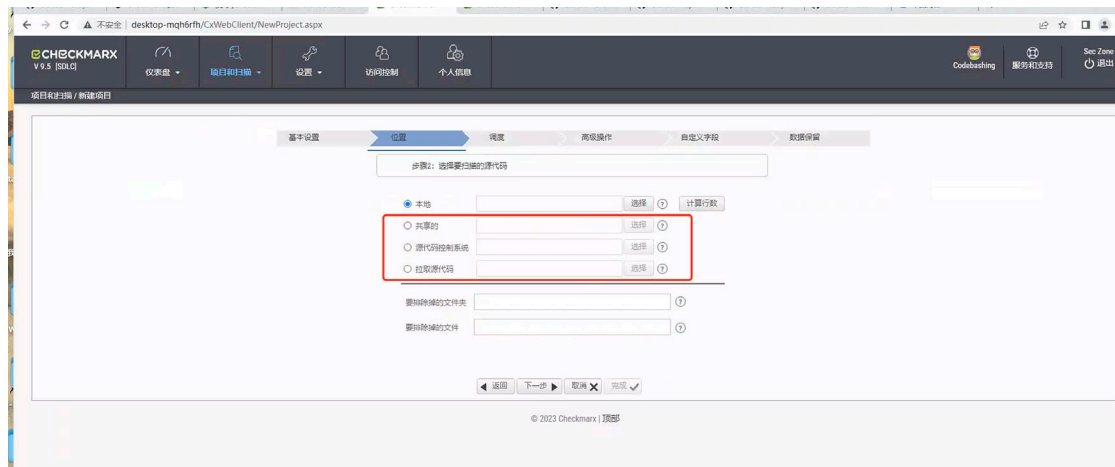 不安全 desktop-mqh6rfh/CxWebClient/NewProject.aspx
CHECKMARX
V 9.5 [SDLC]
仪表盘
项目和扫描
设置
访问控制
个人信息
Codebashing
服务和支持
Sec Zone
退出
项目和扫描 / 新建项目
基本设置
位置
调度
高级操作
自定义字段
数据保留
步骤2：选择要扫描的源代码
本地 选择 ? 计算行数
共享的 选择 ?
源代码控制系统 选择 ?
拉取源代码 选择 ?
要排除掉的文件夹 ?
要排除掉的文件 ?
返回 下一步 取消 完成
© 2023 Checkmarx | 顶部